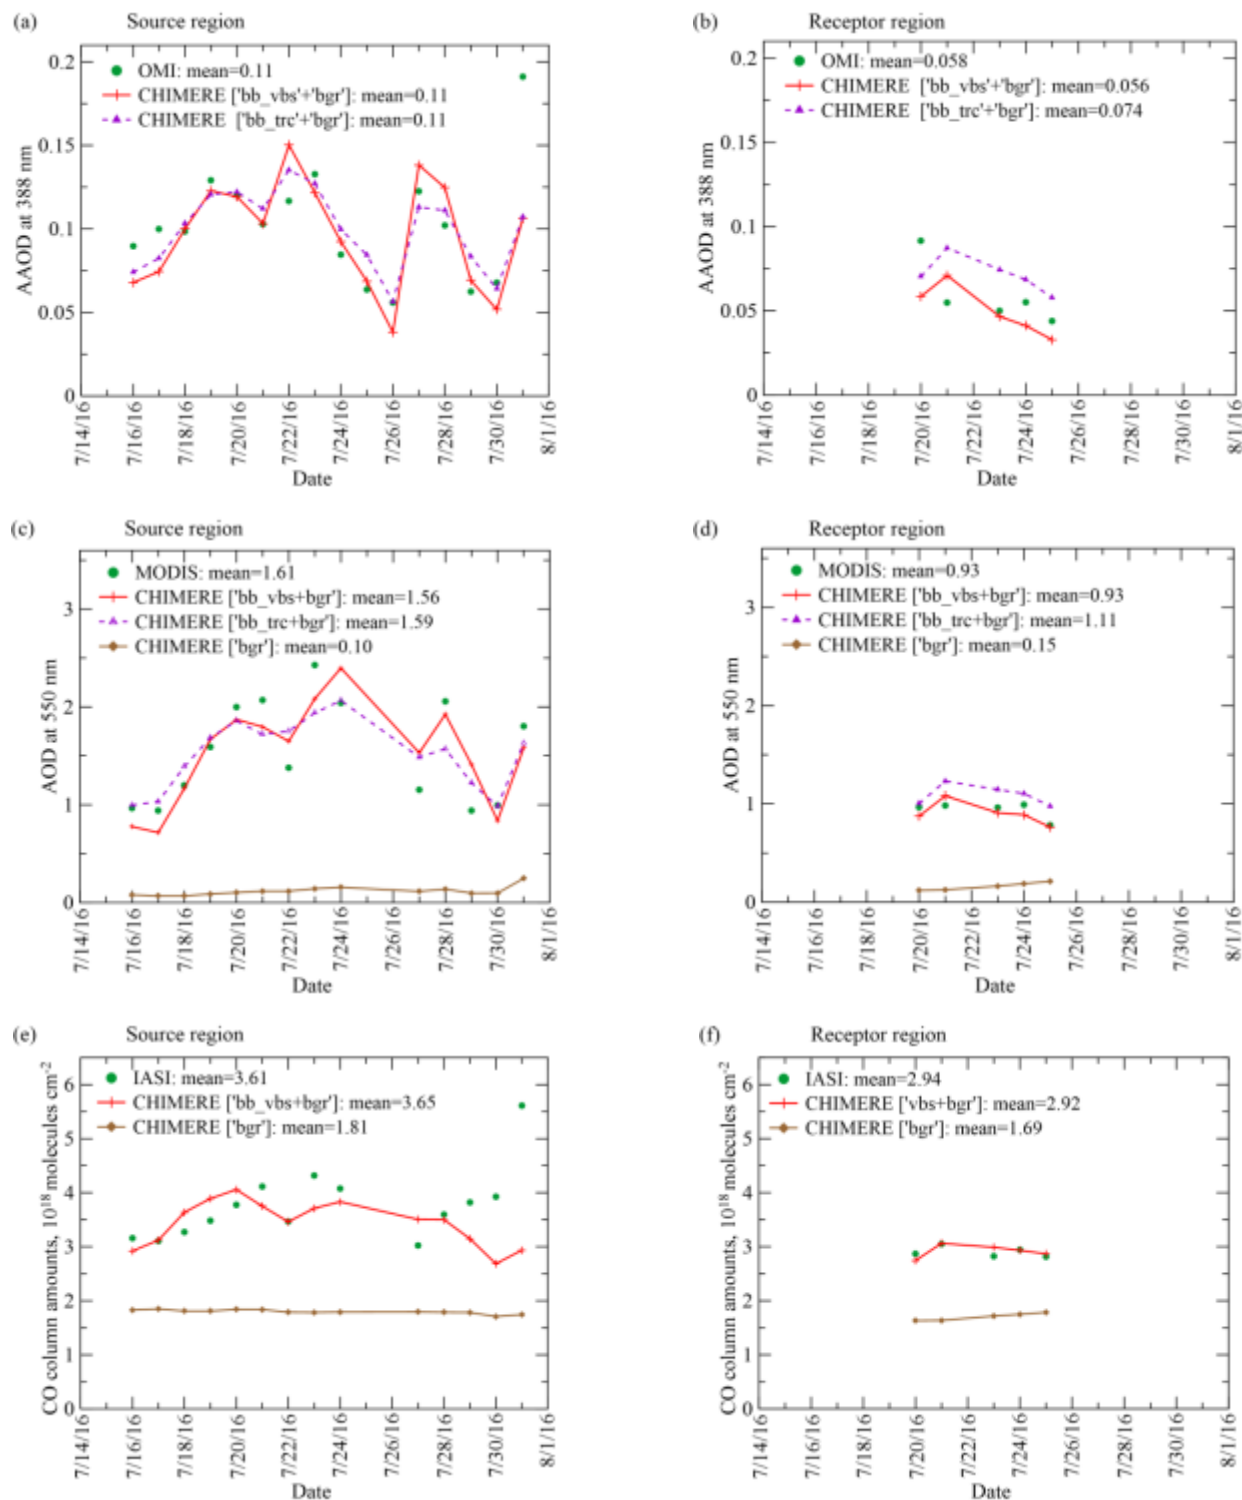 (a) Source region
OMI: mean=0.11
CHIMERE ['bb_vbs'+'bgr']: mean=0.11
CHIMERE ['bb_trc'+'bgr']: mean=0.11
AAOD at 388 nm
0.2
0.15
0.1
0.05
0
7/14/16 7/16/16 7/18/16 7/20/16 7/22/16 7/24/16 7/26/16 7/28/16 7/30/16 8/1/16
Date
(b) Receptor region
OMI: mean=0.058
CHIMERE ['bb_vbs'+'bgr']: mean=0.056
CHIMERE ['bb_trc'+'bgr']: mean=0.074
AAOD at 388 nm
0.2
0.15
0.1
0.05
0
7/14/16 7/16/16 7/18/16 7/20/16 7/22/16 7/24/16 7/26/16 7/28/16 7/30/16 8/1/16
Date
(c) Source region
MODIS: mean=1.61
CHIMERE ['bb_vbs+bgr']: mean=1.56
CHIMERE ['bb_trc+bgr']: mean=1.59
CHIMERE ['bgr']: mean=0.10
AOD at 550 nm
3
2
1
0
7/14/16 7/16/16 7/18/16 7/20/16 7/22/16 7/24/16 7/26/16 7/28/16 7/30/16 8/1/16
Date
(d) Receptor region
MODIS: mean=0.93
CHIMERE ['bb_vbs+bgr']: mean=0.93
CHIMERE ['bb_trc+bgr']: mean=1.11
CHIMERE ['bgr']: mean=0.15
AOD at 550 nm
3
2
1
0
7/14/16 7/16/16 7/18/16 7/20/16 7/22/16 7/24/16 7/26/16 7/28/16 7/30/16 8/1/16
Date
(e) Source region
IASI: mean=3.61
CHIMERE ['bb_vbs+bgr']: mean=3.65
CHIMERE ['bgr']: mean=1.81
CO column amounts, 10¹⁸ molecules cm⁻²
6
5
4
3
2
1
0
7/14/16 7/16/16 7/18/16 7/20/16 7/22/16 7/24/16 7/26/16 7/28/16 7/30/16 8/1/16
Date
(f) Receptor region
IASI: mean=2.94
CHIMERE ['vbs+bgr']: mean=2.92
CHIMERE ['bgr']: mean=1.69
CO column amounts, 10¹⁸ molecules cm⁻²
6
5
4
3
2
1
0
7/14/16 7/16/16 7/18/16 7/20/16 7/22/16 7/24/16 7/26/16 7/28/16 7/30/16 8/1/16
Date